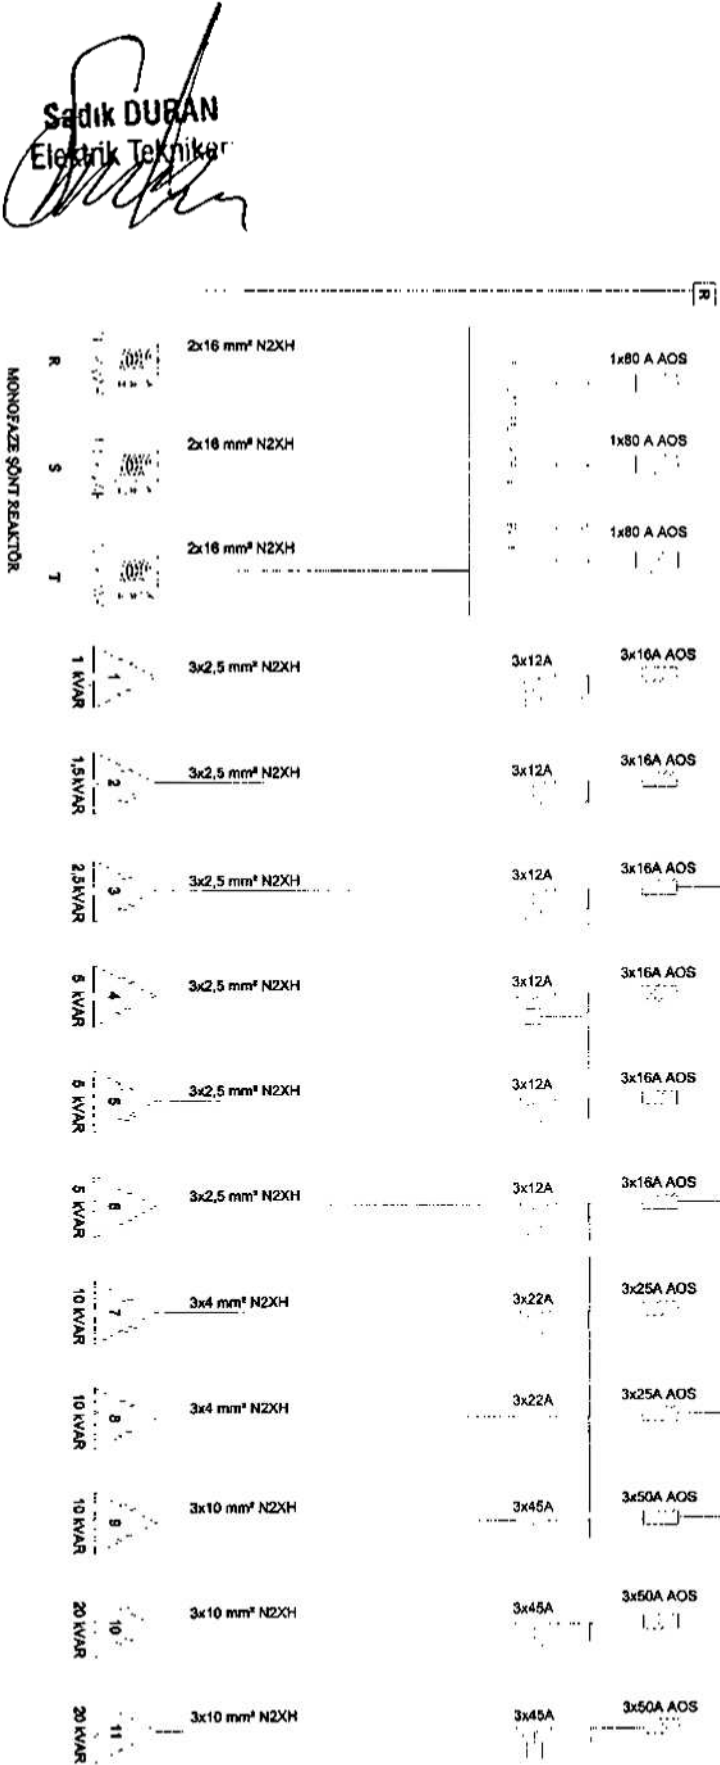 Sadık DURAN
Elektrik Teknikeri
R
R
2x16 mm² N2XH
1x80 A AOS
S
2x16 mm² N2XH
1x80 A AOS
T
2x16 mm² N2XH
1x80 A AOS
MONOFAZE ŞÖNT REAKTÖR
1 kVAR
1
3x2,5 mm² N2XH
3x12A
3x16A AOS
1,5 kVAR
2
3x2,5 mm² N2XH
3x12A
3x16A AOS
2,5 kVAR
3
3x2,5 mm² N2XH
3x12A
3x16A AOS
5 kVAR
4
3x2,5 mm² N2XH
3x12A
3x16A AOS
5 kVAR
5
3x2,5 mm² N2XH
3x12A
3x16A AOS
5 kVAR
6
3x2,5 mm² N2XH
3x12A
3x16A AOS
10 kVAR
7
3x4 mm² N2XH
3x22A
3x25A AOS
10 kVAR
8
3x4 mm² N2XH
3x22A
3x25A AOS
10 kVAR
9
3x10 mm² N2XH
3x45A
3x50A AOS
20 kVAR
10
3x10 mm² N2XH
3x45A
3x50A AOS
20 kVAR
11
3x10 mm² N2XH
3x45A
3x50A AOS